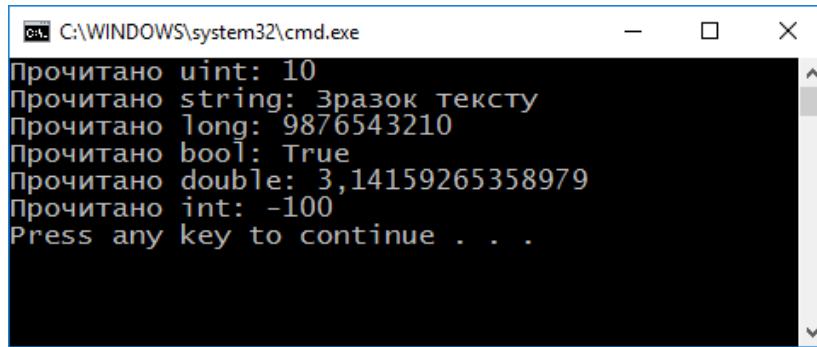 C:\WINDOWS\system32\cmd.exe
Прочитано uint: 10
Прочитано string: Зразок тексту
Прочитано long: 9876543210
Прочитано bool: True
Прочитано double: 3,14159265358979
Прочитано int: -100
Press any key to continue . . .